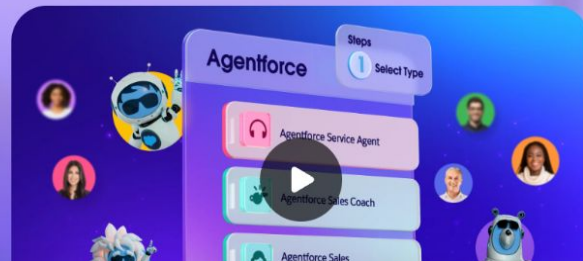 Agentforce
Steps
1 Select Type
Agentforce Service Agent
Agentforce Sales Coach
Agentforce Sales